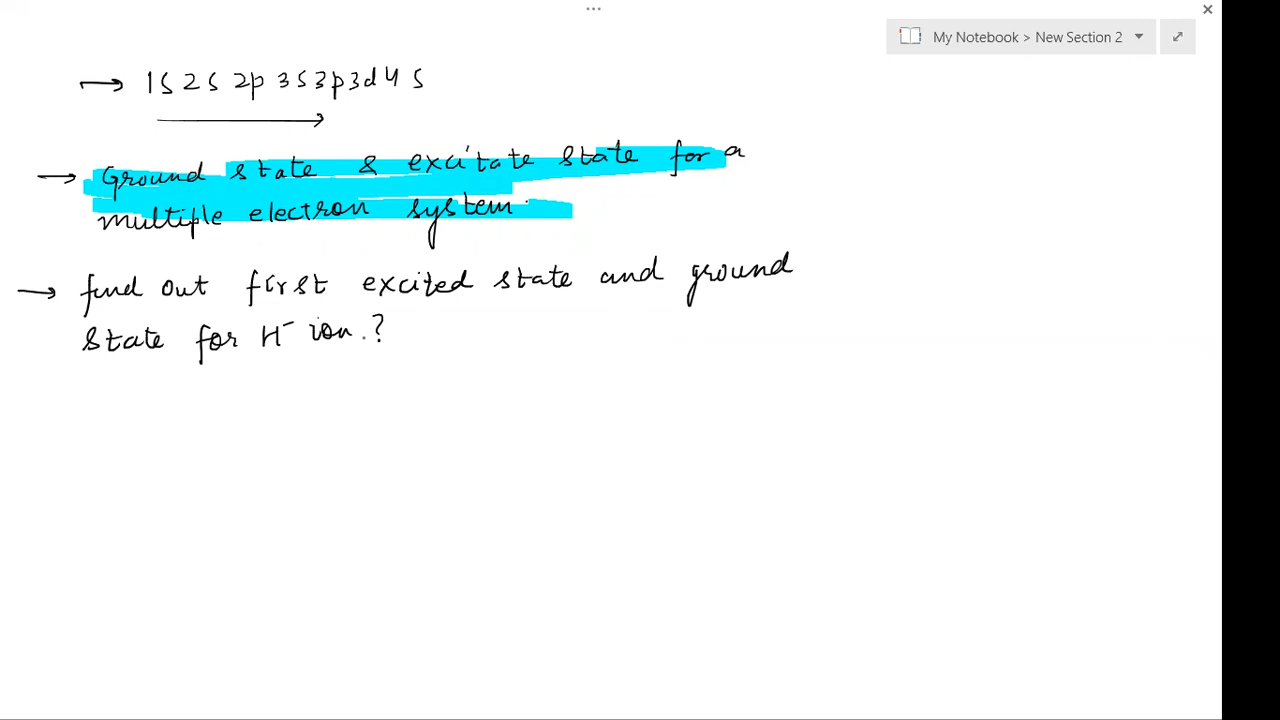 ...
My Notebook > New Section 2
→ 1s 2s 2p 3s 3p 3d 4s
→ Ground state & excitate state for a
multiple electron system.
→ find out first excited state and ground
state for H⁻ ion.?